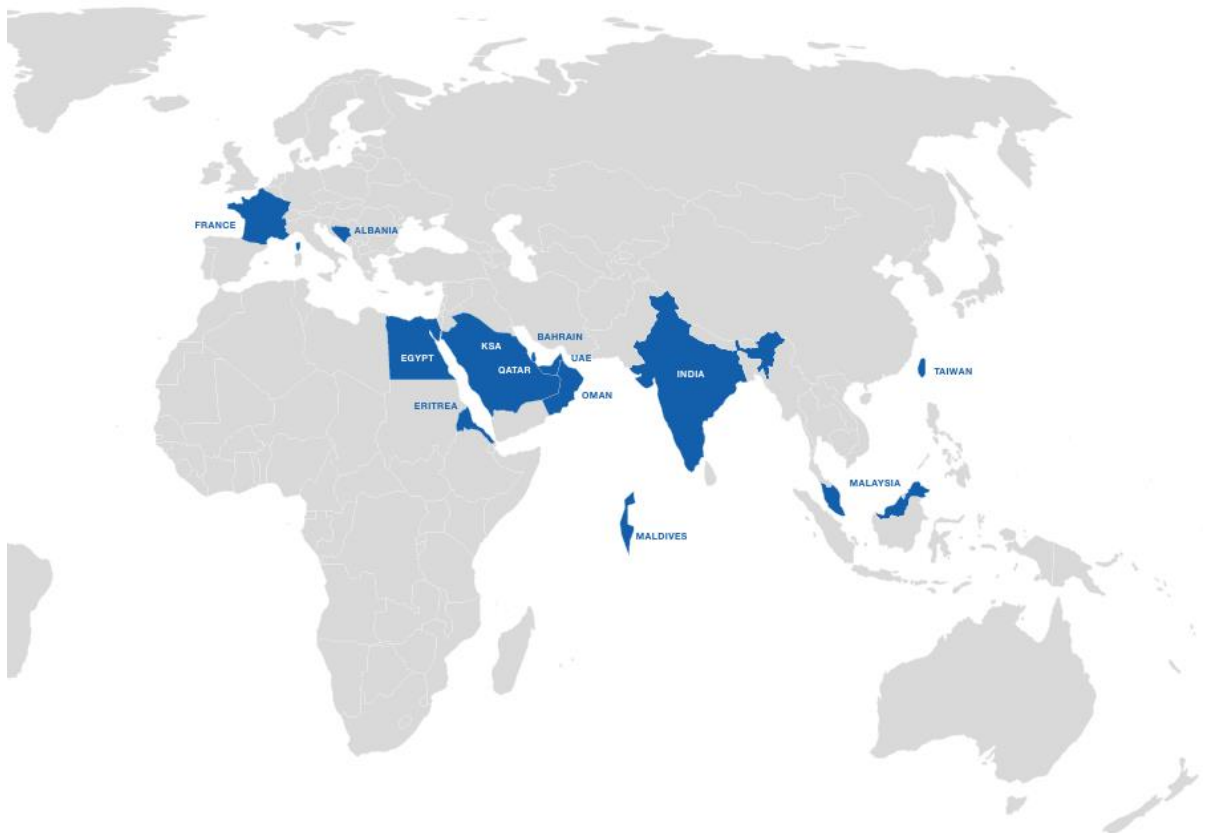 FRANCE
ALBANIA
BAHRAIN
KSA
EGYPT
UAE
QATAR
INDIA
TAIWAN
OMAN
ERITREA
MALAYSIA
MALDIVES